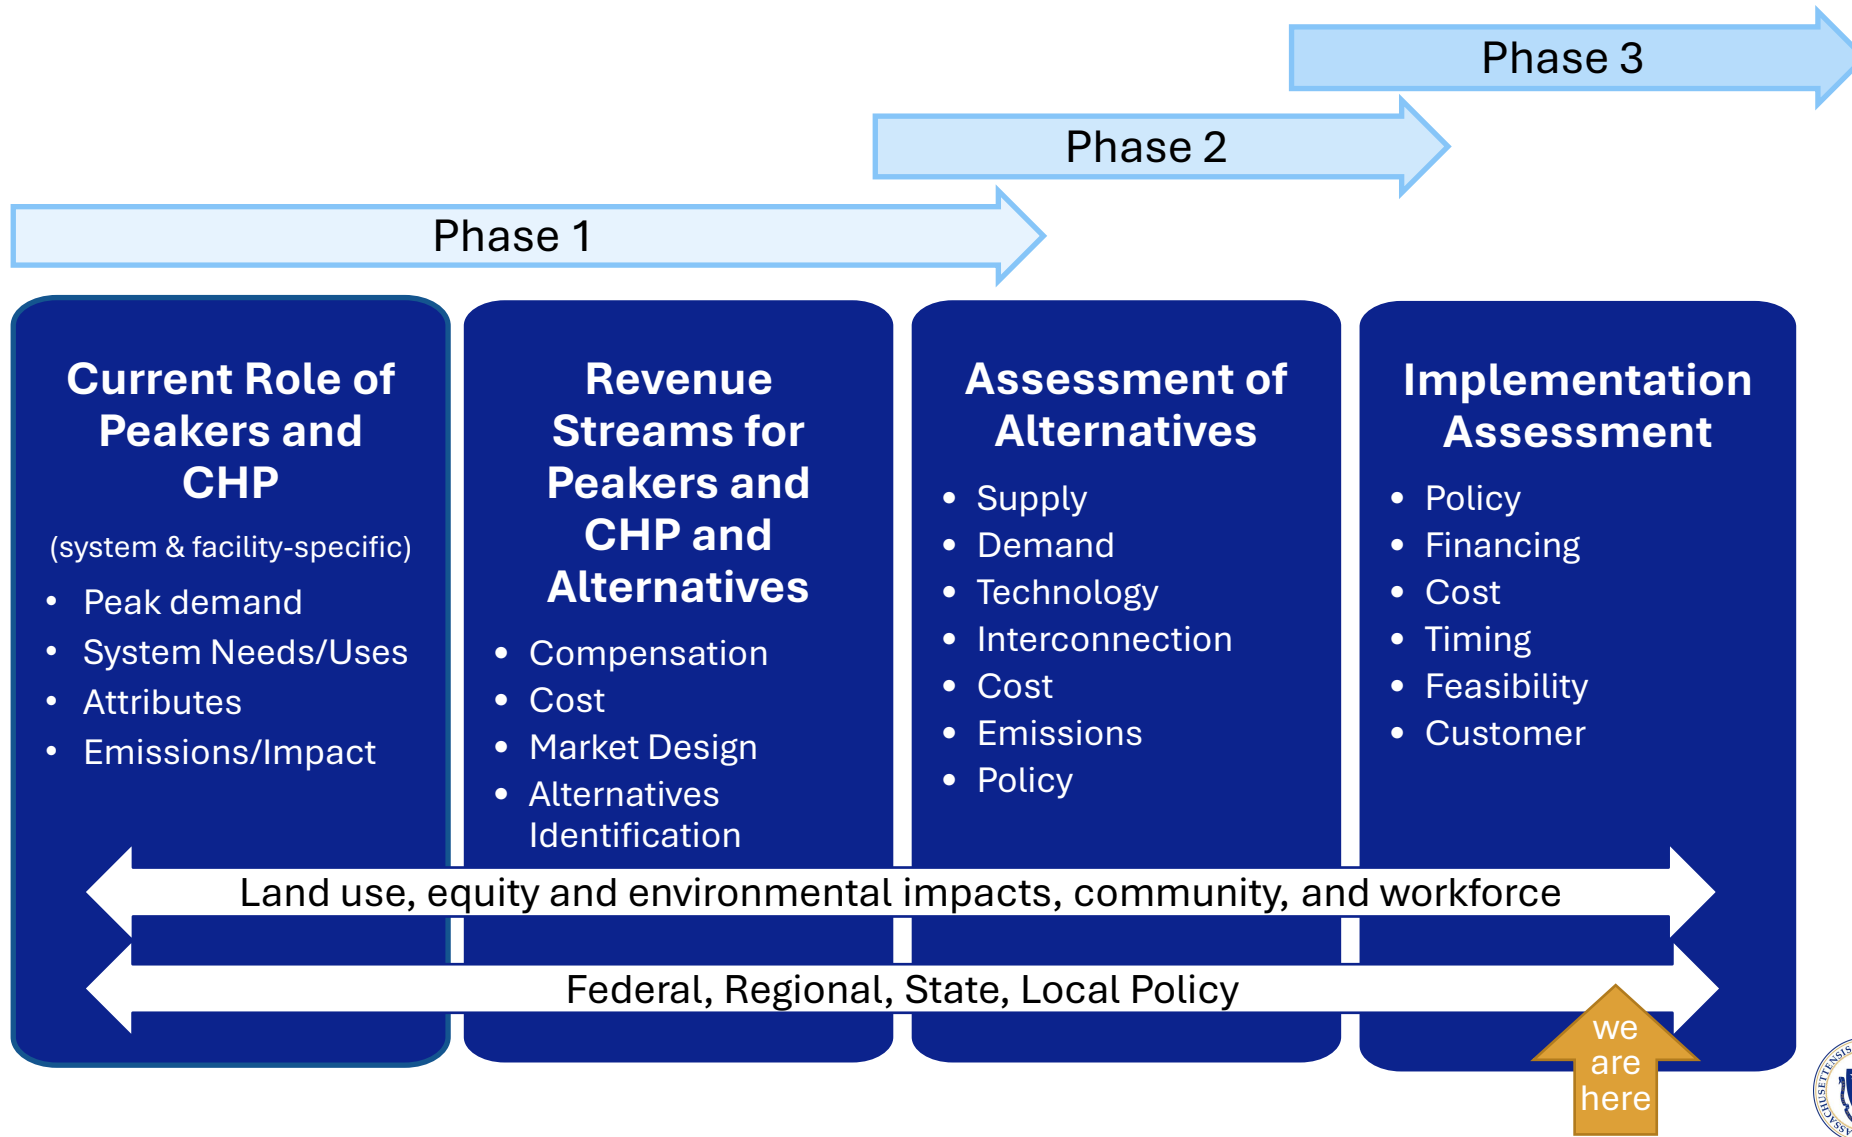 Phase 3
Phase 2
Phase 1
Current Role of
Peakers and
CHP
(system & facility-specific)
• Peak demand
• System Needs/Uses
• Attributes
• Emissions/Impact
Revenue
Streams for
Peakers and
CHP and
Alternatives
• Compensation
• Cost
• Market Design
• Alternatives
Identification
Assessment of
Alternatives
• Supply
• Demand
• Technology
• Interconnection
• Cost
• Emissions
• Policy
Implementation
Assessment
• Policy
• Financing
• Cost
• Timing
• Feasibility
• Customer
Land use, equity and environmental impacts, community, and workforce
Federal, Regional, State, Local Policy
we
are
here